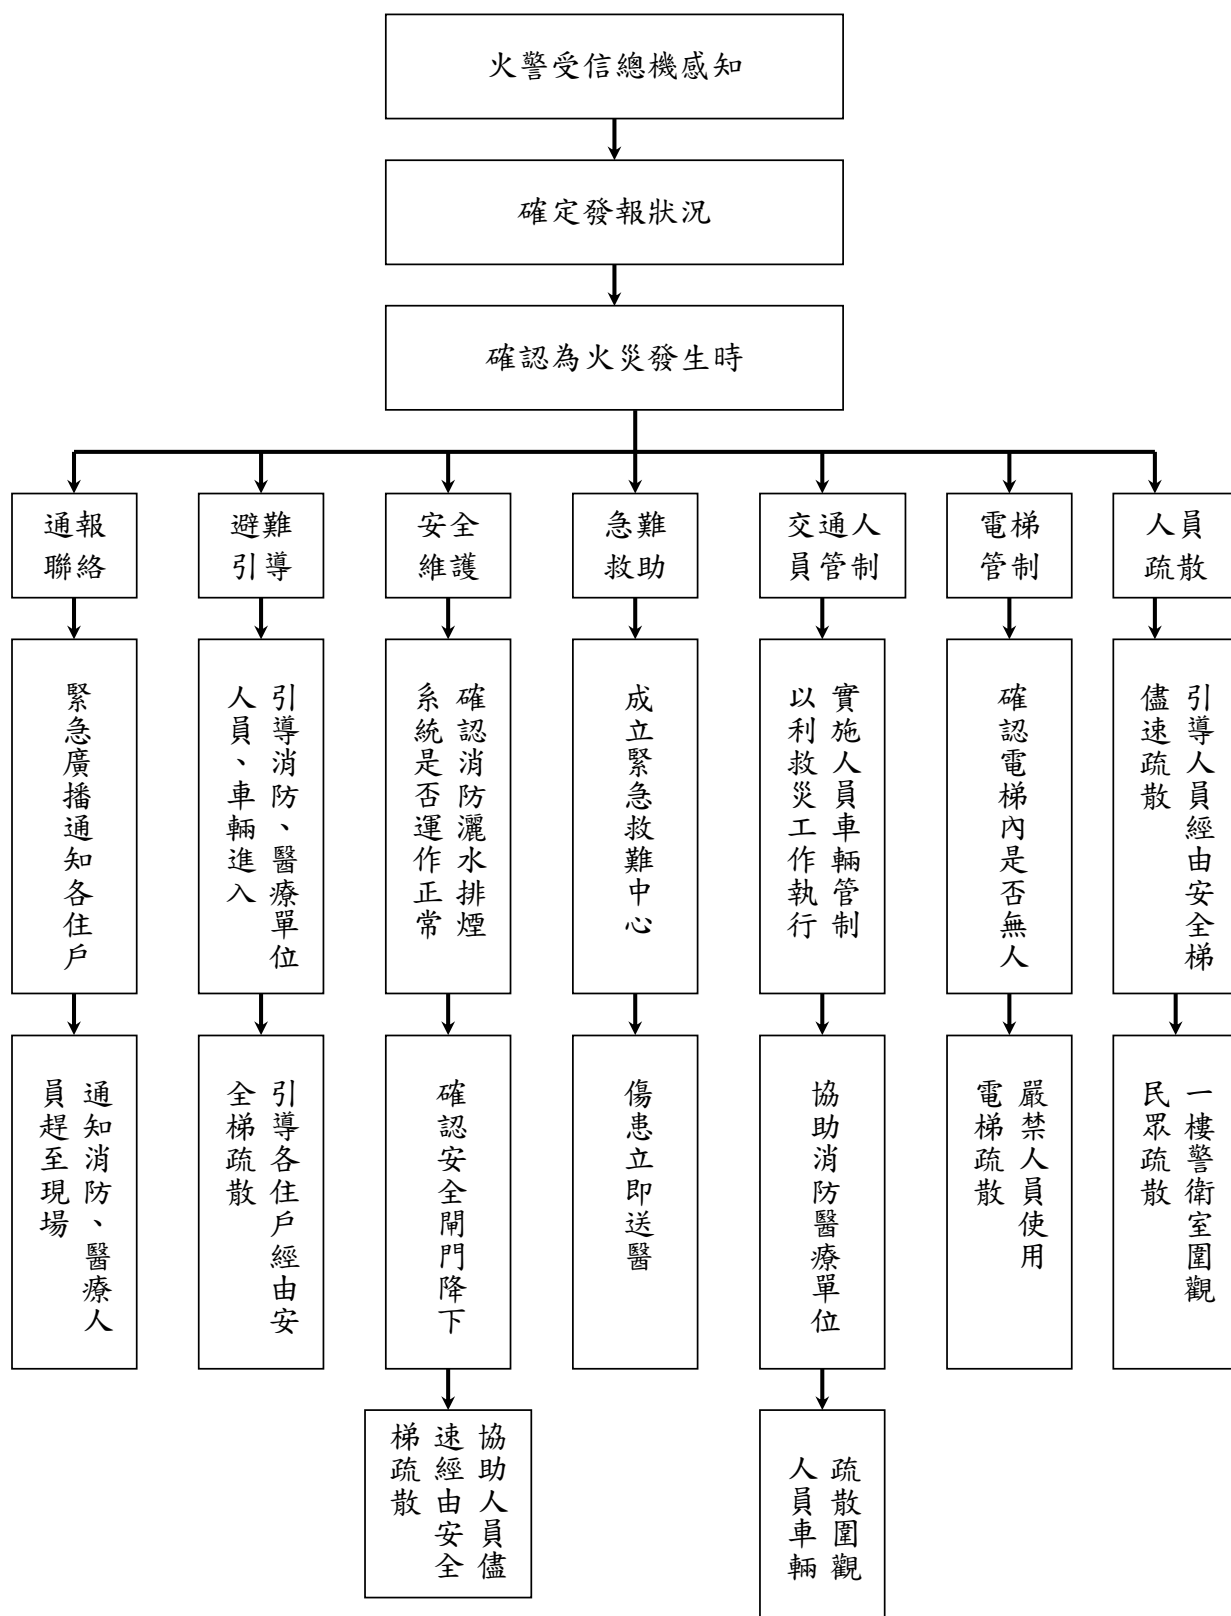 火警受信總機感知
確定發報狀況
確認為火災發生時
通報
聯絡
避難
引導
安全
維護
急難
救助
交通人
員管制
電梯
管制
人員
疏散
緊急廣播通知各住戶
引導消防、醫療單位
人員、車輛進入
確認消防灑水排煙
系統是否運作正常
成立緊急救難中心
實施人員車輛管制
以利救災工作執行
確認電梯內是否無人
引導人員經由安全梯
儘速疏散
通知消防、醫療人
員趕至現場
引導各住戶經由安
全梯疏散
確認安全閘門降下
傷患立即送醫
協助消防醫療單位
嚴禁人員使用
電梯疏散
一樓警衛室圍觀
民眾疏散
協助人員儘
速經由安全
梯疏散
疏散圍觀
人員車輛